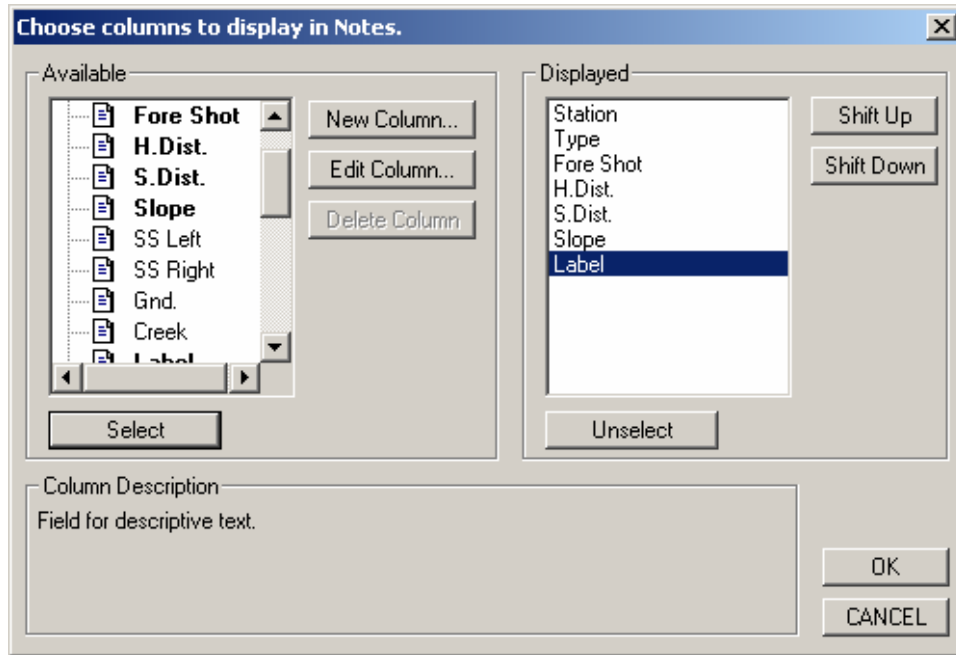 Choose columns to display in Notes.
Available
Fore Shot
H.Dist.
S.Dist.
Slope
SS Left
SS Right
Gnd.
Creek
Label
New Column...
Edit Column...
Delete Column
Select
Displayed
Station
Type
Fore Shot
H.Dist.
S.Dist.
Slope
Label
Shift Up
Shift Down
Unselect
Column Description
Field for descriptive text.
OK
CANCEL